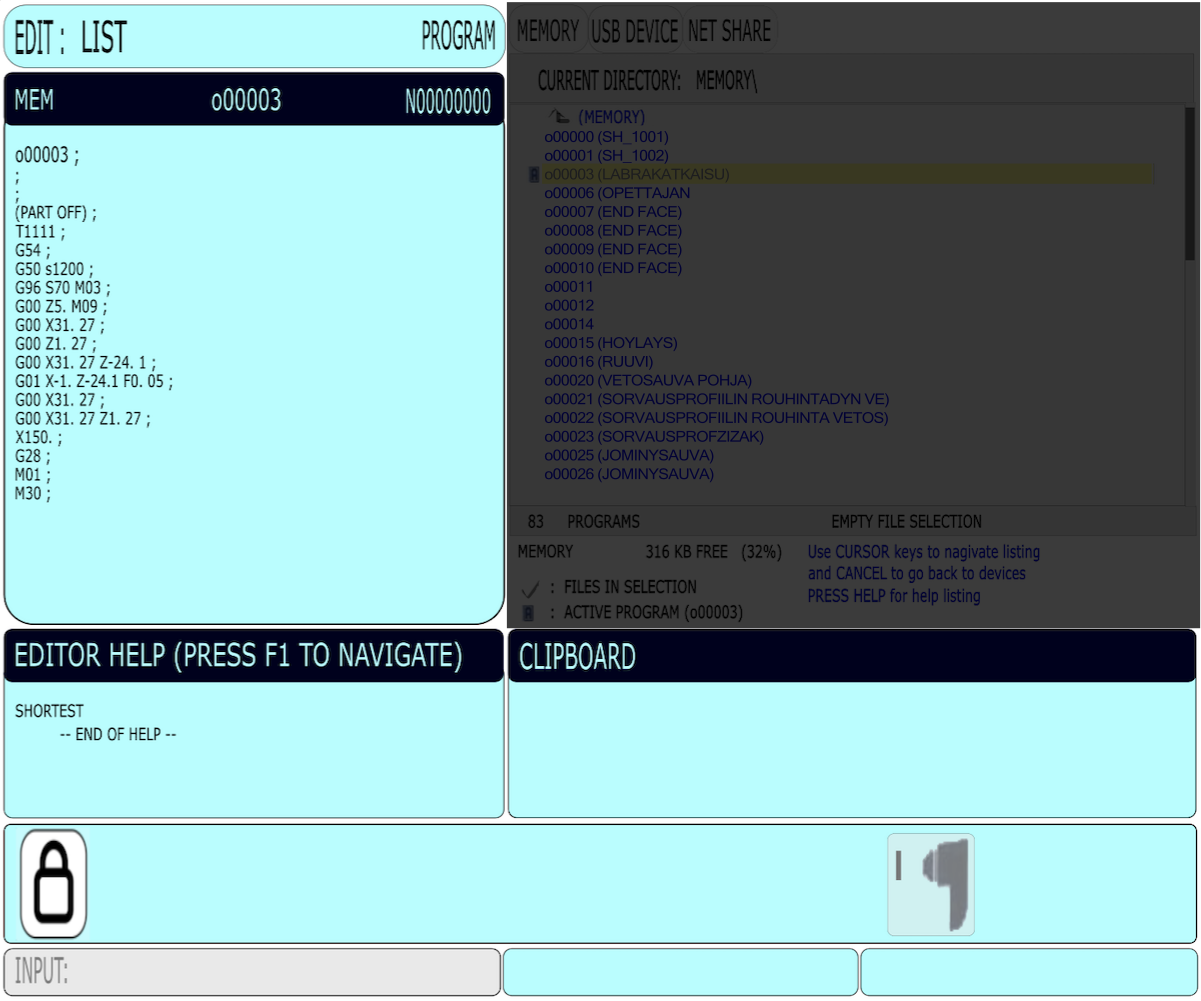 EDIT : LIST PROGRAM
MEM o00003 N00000000
o00003 ;
;
;
(PART OFF) ;
T1111 ;
G54 ;
G50 s1200 ;
G96 S70 M03 ;
G00 Z5. M09 ;
G00 X31. 27 ;
G00 Z1. 27 ;
G00 X31. 27 Z-24. 1 ;
G01 X-1. Z-24.1 F0. 05 ;
G00 X31. 27 ;
G00 X31. 27 Z1. 27 ;
X150. ;
G28 ;
M01 ;
M30 ;
MEMORY USB DEVICE NET SHARE
CURRENT DIRECTORY: MEMORY\
(MEMORY)
o00000 (SH_1001)
o00001 (SH_1002)
A o00003 (LABRAKATKAISU)
o00006 (OPETTAJAN
o00007 (END FACE)
o00008 (END FACE)
o00009 (END FACE)
o00010 (END FACE)
o00011
o00012
o00014
o00015 (HOYLAYS)
o00016 (RUUVI)
o00020 (VETOSAUVA POHJA)
o00021 (SORVAUSPROFIILIN ROUHINTADYN VE)
o00022 (SORVAUSPROFIILIN ROUHINTA VETOS)
o00023 (SORVAUSPROFZIZAK)
o00025 (JOMINYSAUVA)
o00026 (JOMINYSAUVA)
83 PROGRAMS EMPTY FILE SELECTION
MEMORY 316 KB FREE (32%)
: FILES IN SELECTION
A : ACTIVE PROGRAM (o00003)
Use CURSOR keys to nagivate listing
and CANCEL to go back to devices
PRESS HELP for help listing
EDITOR HELP (PRESS F1 TO NAVIGATE)
SHORTEST
-- END OF HELP --
CLIPBOARD
INPUT: